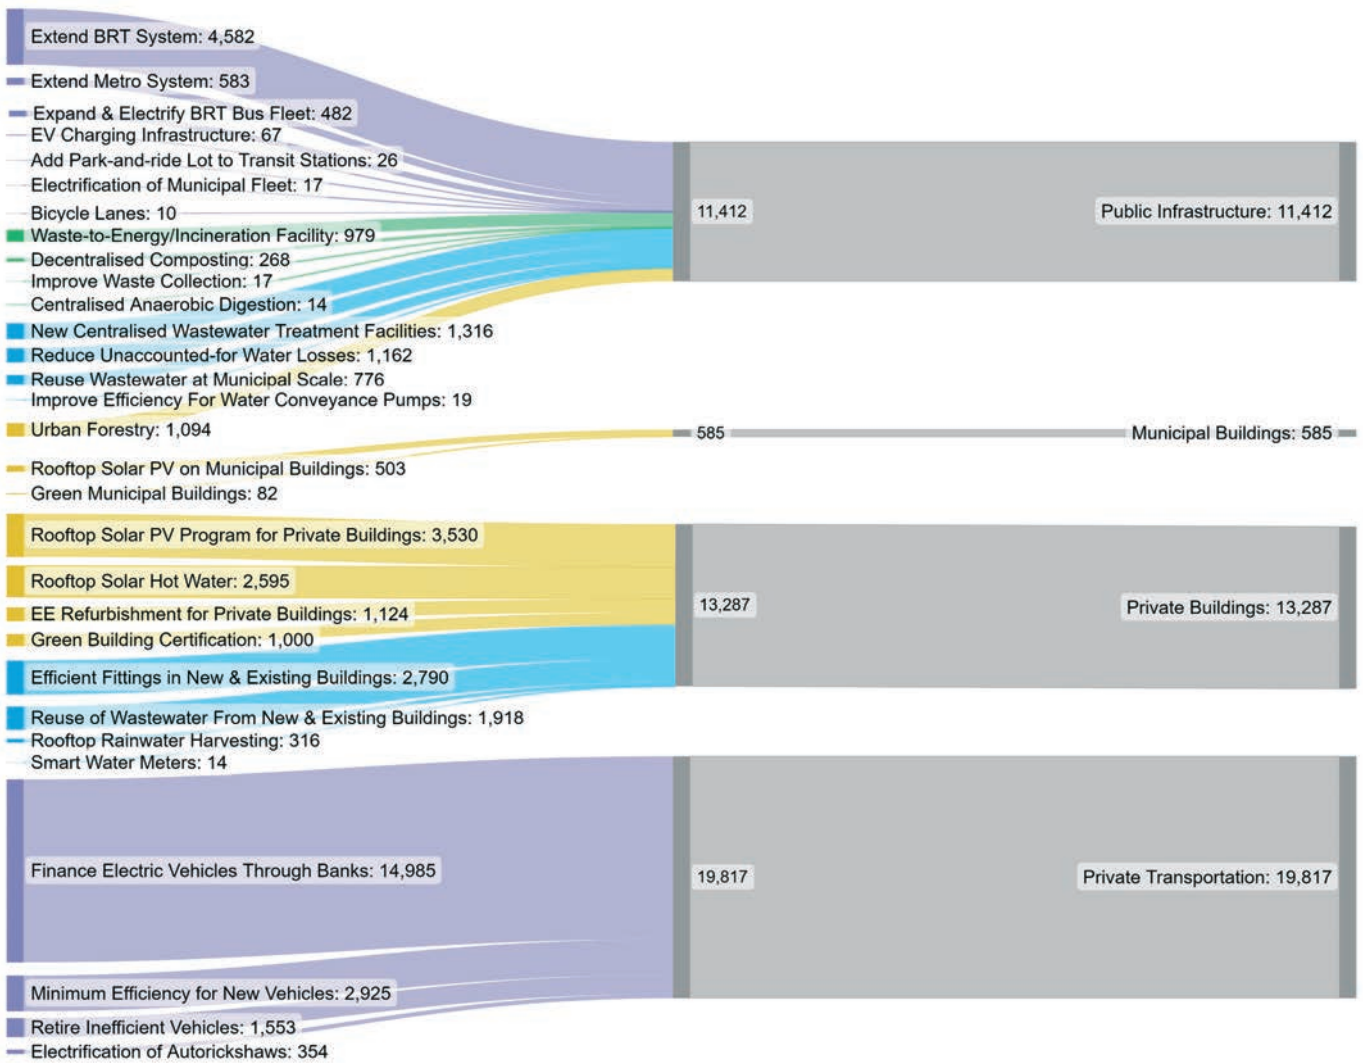 Extend BRT System: 4,582
Extend Metro System: 583
Expand & Electrify BRT Bus Fleet: 482
EV Charging Infrastructure: 67
Add Park-and-ride Lot to Transit Stations: 26
Electrification of Municipal Fleet: 17
Bicycle Lanes: 10
Waste-to-Energy/Incineration Facility: 979
Decentralised Composting: 268
Improve Waste Collection: 17
Centralised Anaerobic Digestion: 14
New Centralised Wastewater Treatment Facilities: 1,316
Reduce Unaccounted-for Water Losses: 1,162
Reuse Wastewater at Municipal Scale: 776
Improve Efficiency For Water Conveyance Pumps: 19
Urban Forestry: 1,094
Rooftop Solar PV on Municipal Buildings: 503
Green Municipal Buildings: 82
Rooftop Solar PV Program for Private Buildings: 3,530
Rooftop Solar Hot Water: 2,595
EE Refurbishment for Private Buildings: 1,124
Green Building Certification: 1,000
Efficient Fittings in New & Existing Buildings: 2,790
Reuse of Wastewater From New & Existing Buildings: 1,918
Rooftop Rainwater Harvesting: 316
Smart Water Meters: 14
Finance Electric Vehicles Through Banks: 14,985
Minimum Efficiency for New Vehicles: 2,925
Retire Inefficient Vehicles: 1,553
Electrification of Autorickshaws: 354
11,412
585
13,287
19,817
Public Infrastructure: 11,412
Municipal Buildings: 585
Private Buildings: 13,287
Private Transportation: 19,817